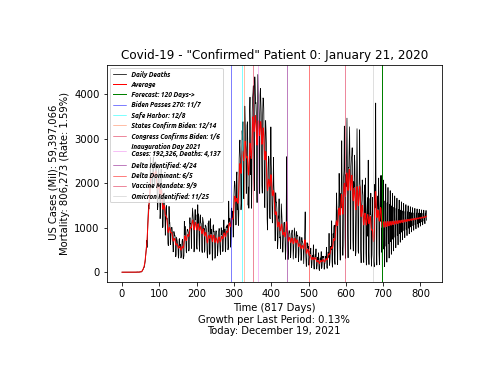 Covid-19 - "Confirmed" Patient 0: January 21, 2020
US Cases (Mil): 59,397,066
Mortality: 806,273 (Rate: 1.59%)
4000
3000
2000
1000
0
Daily Deaths
Average
Forecast: 120 Days->
Biden Passes 270: 11/7
Safe Harbor: 12/8
States Confirm Biden: 12/14
Congress Confirms Biden: 1/6
Inauguration Day 2021
Cases: 192,326, Deaths: 4,137
Delta Identified: 4/24
Delta Dominant: 6/5
Vaccine Mandate: 9/9
Omicron Identified: 11/25
0 100 200 300 400 500 600 700 800
Time (817 Days)
Growth per Last Period: 0.13%
Today: December 19, 2021